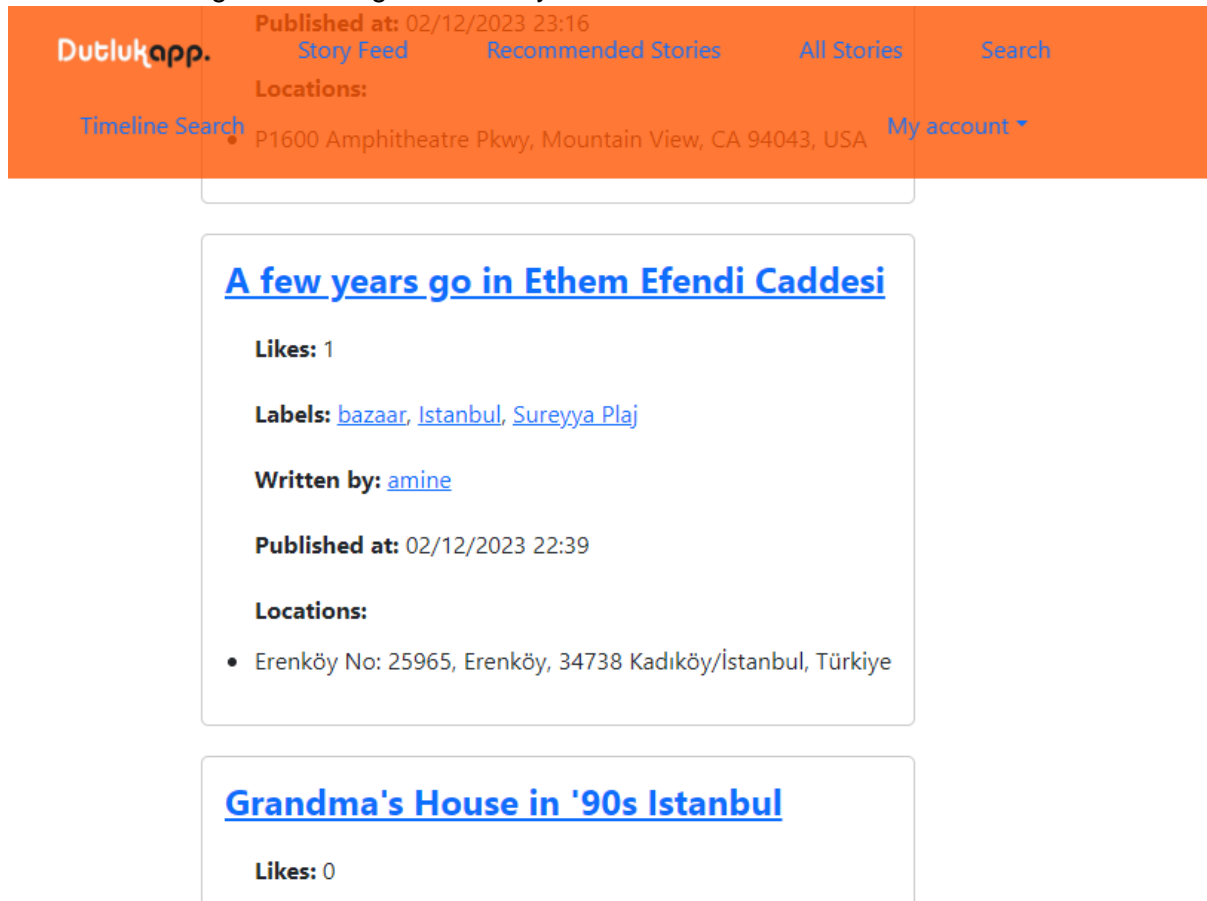 Published at: 02/12/2023 23:16
Dutlukapp. Story Feed Recommended Stories All Stories Search
Locations:
Timeline Search My account
• P1600 Amphitheatre Pkwy, Mountain View, CA 94043, USA
A few years go in Ethem Efendi Caddesi
Likes: 1
Labels: bazaar, Istanbul, Sureyya Plaj
Written by: amine
Published at: 02/12/2023 22:39
Locations:
• Erenköy No: 25965, Erenköy, 34738 Kadıköy/İstanbul, Türkiye
Grandma's House in '90s Istanbul
Likes: 0